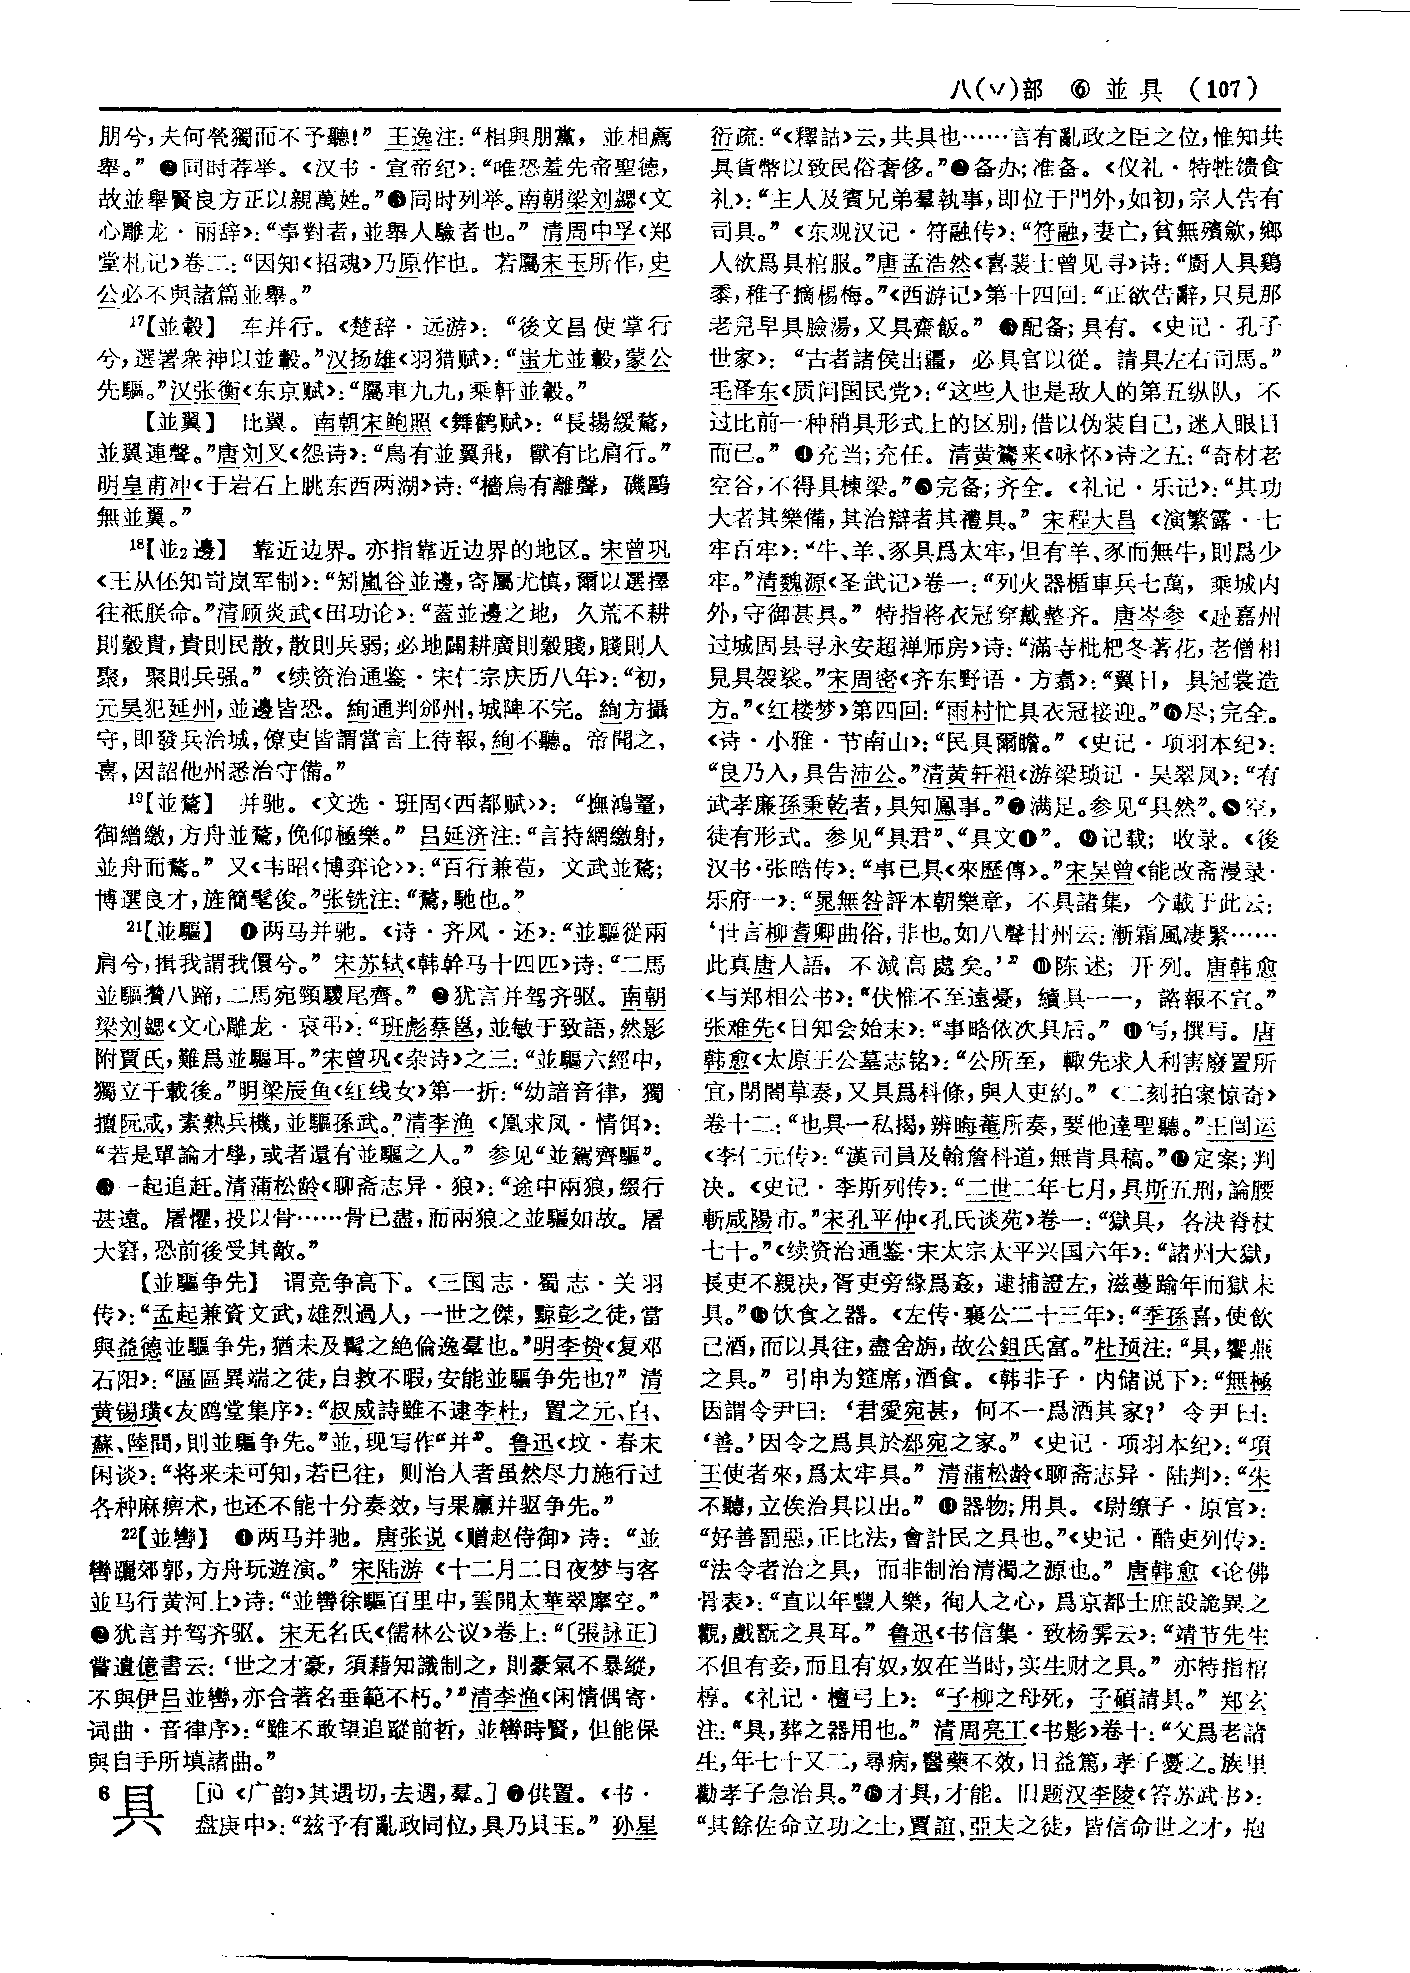 八(丷)部 ⑥ 並具 (107)
朋兮,夫何煢獨而不予聽!” 王逸注:“相與朋黨, 並相薦
舉。” ❷同时荐举。《汉书·宣帝纪》:“唯恐羞先帝聖德,
故並舉賢良方正以親萬姓。”❸同时列举。南朝梁刘勰《文
心雕龙·丽辞》:“事對者,並舉人驗者也。” 清周中孚《郑
堂札记》卷二:“因知《招魂》乃原作也。若屬宋玉所作,史
公必不與諸篇並舉。”
17【並轂】 车并行。《楚辞·远游》: “後文昌使掌行
兮,選署衆神以並轂。”汉扬雄《羽猎赋》:“蚩尤並轂,蒙公
先驅。”汉张衡《东京赋》:“屬車九九,乘軒並轂。”
【並翼】 比翼。南朝宋鲍照《舞鹤赋》:“長揚緩騖,
並翼連聲。”唐刘叉《怨诗》:“鳥有並翼飛, 獸有比肩行。”
明皇甫冲《于岩石上眺东西两湖》诗:“檣烏有離聲, 磯鷗
無並翼。”
18【並2邊】 靠近边界。亦指靠近边界的地区。宋曾巩
《王从伾知岢岚军制》:“矧嵐谷並邊,寄屬尤慎,爾以選擇
往祗朕命。”清顾炎武《田功论》:“蓋並邊之地, 久荒不耕
則穀貴,貴則民散,散則兵弱;必地闢耕廣則穀賤,賤則人
聚, 聚則兵强。”《续资治通鉴·宋仁宗庆历八年》:“初,
元昊犯延州,並邊皆恐。絢通判邠州,城陴不完。絢方攝
守,即發兵治城,僚吏皆謂當言上待報,絢不聽。帝聞之,
喜,因詔他州悉治守備。”
19【並騖】 并驰。《文选·班固〈西都赋〉》: “撫鴻罿,
御繒繳,方舟並騖,俛仰極樂。” 吕延济注:“言持網繳射,
並舟而騖。” 又《韦昭〈博弈论〉》:“百行兼苞, 文武並騖;
博選良才,旌簡髦俊。”张铣注:“騖,馳也。”
21【並驅】 ❶两马并驰。《诗·齐风·还》:“並驅從兩
肩兮,揖我謂我儇兮。” 宋苏轼《韩幹马十四匹》诗:“二馬
並驅攢八蹄,二馬宛頸騣尾齊。” ❷犹言并驾齐驱。南朝
梁刘勰《文心雕龙·哀弔》:“班彪蔡邕,並敏于致語,然影
附賈氏,難爲並驅耳。”宋曾巩《杂诗》之三:“並驅六經中,
獨立千載後。”明梁辰鱼《红线女》第一折:“幼諳音律, 獨
擅阮咸,素熟兵機,並驅孫武。”清李渔《凰求凤·情饵》:
“若是單論才學,或者還有並驅之人。” 参见“並駕齊驅”。
❸一起追赶。清蒲松龄《聊斋志异·狼》:“途中兩狼,綴行
甚遠。屠懼,投以骨……骨已盡,而兩狼之並驅如故。屠
大窘,恐前後受其敵。”
【並驅争先】 谓竞争高下。《三国志·蜀志·关羽
传》:“孟起兼資文武,雄烈過人, 一世之傑, 黥彭之徒,當
與益德並驅争先,猶未及髯之绝倫逸羣也。”明李贽《复邓
石阳》:“區區異端之徒,自救不暇,安能並驅争先也?” 清
黄锡璜《友鸥堂集序》:“叔威詩雖不逮李杜, 置之元、白、
蘇、陸間,則並驅争先。”並,现写作“并”。鲁迅《坟·春末
闲谈》:“将来未可知,若已往, 则治人者虽然尽力施行过
各种麻痹术,也还不能十分奏效,与果蠃并驱争先。”
22【並轡】 ❶两马并驰。唐张说《赠赵侍御》诗: “並
轡躧郊郭,方舟玩遊演。” 宋陆游《十二月二日夜梦与客
並马行黄河上》诗:“並轡徐驅百里中,雲開太華翠摩空。”
❷犹言并驾齐驱。宋无名氏《儒林公议》卷上:“〔張詠正〕
嘗遺億書云:‘世之才豪,須藉知識制之,則豪氣不暴縱,
不與伊吕並轡,亦合著名垂範不朽。’”清李渔《闲情偶寄·
词曲·音律序》:“雖不敢望追蹤前哲, 並轡時賢, 但能保
與自手所填諸曲。”
6 具 [jù 《广韵》其遇切,去遇,羣。] ❶供置。《书·
盘庚中》:“兹予有亂政同位,具乃貝玉。” 孙星
衍疏:“《釋詁》云,共具也……言有亂政之臣之位,惟知共
具貨幣以致民俗奢侈。”❷备办;准备。《仪礼·特牲馈食
礼》:“主人及賓兄弟羣執事,即位于門外,如初,宗人告有
司具。”《东观汉记·符融传》:“符融,妻亡,貧無殯斂,鄉
人欲爲具棺服。”唐孟浩然《喜裴士曾见寻》诗:“厨人具鷄
黍,稚子摘楊梅。”《西游记》第十四回:“正欲告辭,只見那
老兒早具臉湯,又具齋飯。” ❸配备;具有。《史记·孔子
世家》: “古者諸侯出疆, 必具官以從。請具左右司馬。”
毛泽东《质问国民党》:“这些人也是敌人的第五纵队, 不
过比前一种稍具形式上的区别,借以伪装自己,迷人眼目
而已。” ❹充当;充任。清黄鷟来《咏怀》诗之五:“奇材老
空谷,不得具棟梁。”❺完备;齐全。《礼记·乐记》:“其功
大者其樂備,其治辯者其禮具。” 宋程大昌《演繁露·七
牢百牢》:“牛、羊、豕具爲太牢,但有羊、豕而無牛,則爲少
牢。”清魏源《圣武记》卷一:“列火器楯車兵七萬, 乘城内
外,守御甚具。” 特指将衣冠穿戴整齐。唐岑参《赴嘉州
过城固县寻永安超禅师房》诗:“滿寺枇杷冬著花,老僧相
見具袈裟。”宋周密《齐东野语·方翥》:“翼日, 具冠裳造
方。”《红楼梦》第四回:“雨村忙具衣冠接迎。”❻尽;完全。
《诗·小雅·节南山》:“民具爾瞻。”《史记·项羽本纪》:
“良乃入,具告沛公。”清黄轩祖《游梁琐记·吴翠凤》:“有
武孝廉孫秉乾者,具知鳳事。”❼满足。参见“具然”。❽空,
徒有形式。参见“具君”、“具文❶”。❾记载; 收录。《後
汉书·张晧传》:“事已具《來歷傳》。”宋吴曾《能改斋漫录·
乐府一》:“晁無咎評本朝樂章, 不具諸集, 今載于此云:
‘世言柳耆卿曲俗,非也。如八聲甘州云:漸霜風凄緊……
此真唐人語, 不減高處矣。’” ❿陈述; 开列。唐韩愈
《与郑相公书》:“伏惟不至遠憂, 續具一一, 諮報不宣。”
张难先《日知会始末》:“事略依次具后。” ⓫写,撰写。唐
韩愈《太原王公墓志铭》:“公所至, 輒先求人利害廢置所
宜,閉閤草奏,又具爲科條,與人吏約。”《二刻拍案惊奇》
卷十二:“也具一私揭,辨晦菴所奏,要他達聖聽。”王闿运
《李仁元传》:“漢司員及翰詹科道,無肯具稿。”⓬定案;判
决。《史记·李斯列传》:“二世二年七月,具斯五刑,論腰
斬咸陽市。”宋孔平仲《孔氏谈苑》卷一:“獄具, 各決脊杖
七十。”《续资治通鉴·宋太宗太平兴国六年》:“諸州大獄,
長吏不親决,胥吏旁緣爲姦, 逮捕證左, 滋蔓踰年而獄未
具。”⓭饮食之器。《左传·襄公二十三年》:“季孫喜,使飲
己酒,而以具往,盡舍旃,故公鉏氏富。”杜预注:“具,饗燕
之具。” 引申为筵席,酒食。《韩非子·内储说下》:“無極
因謂令尹曰: ‘君愛宛甚, 何不一爲酒其家?’ 令尹曰:
‘善。’因令之爲具於郄宛之家。”《史记·项羽本纪》:“項
王使者來,爲太牢具。” 清蒲松龄《聊斋志异·陆判》:“朱
不聽,立俟治具以出。” ⓮器物;用具。《尉缭子·原官》:
“好善罰惡,正比法,會計民之具也。”《史记·酷吏列传》:
“法令者治之具, 而非制治清濁之源也。” 唐韩愈《论佛
骨表》:“直以年豐人樂, 徇人之心, 爲京都士庶設詭異之
觀,戲翫之具耳。” 鲁迅《书信集·致杨霁云》:“靖节先生
不但有妾,而且有奴,奴在当时,实生财之具。” 亦特指棺
椁。《礼记·檀弓上》: “子柳之母死, 子碩請具。” 郑玄
注:“具,葬之器用也。” 清周亮工《书影》卷十:“父爲老諸
生,年七十又二,尋病,醫藥不效,日益篤,孝子憂之。族里
勸孝子急治具。”⓯才具,才能。旧题汉李陵《答苏武书》:
“其餘佐命立功之士,賈誼、亞夫之徒, 皆信命世之才, 抱